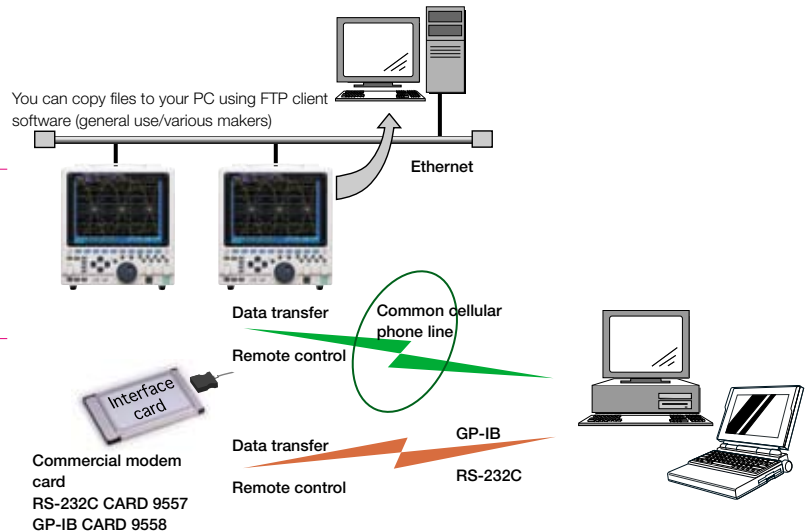 You can copy files to your PC using FTP client
software (general use/various makers)
Ethernet
Data transfer
Remote control
Common cellular
phone line
Interface
card
Commercial modem
card
RS-232C CARD 9557
GP-IB CARD 9558
Data transfer
Remote control
GP-IB
RS-232C